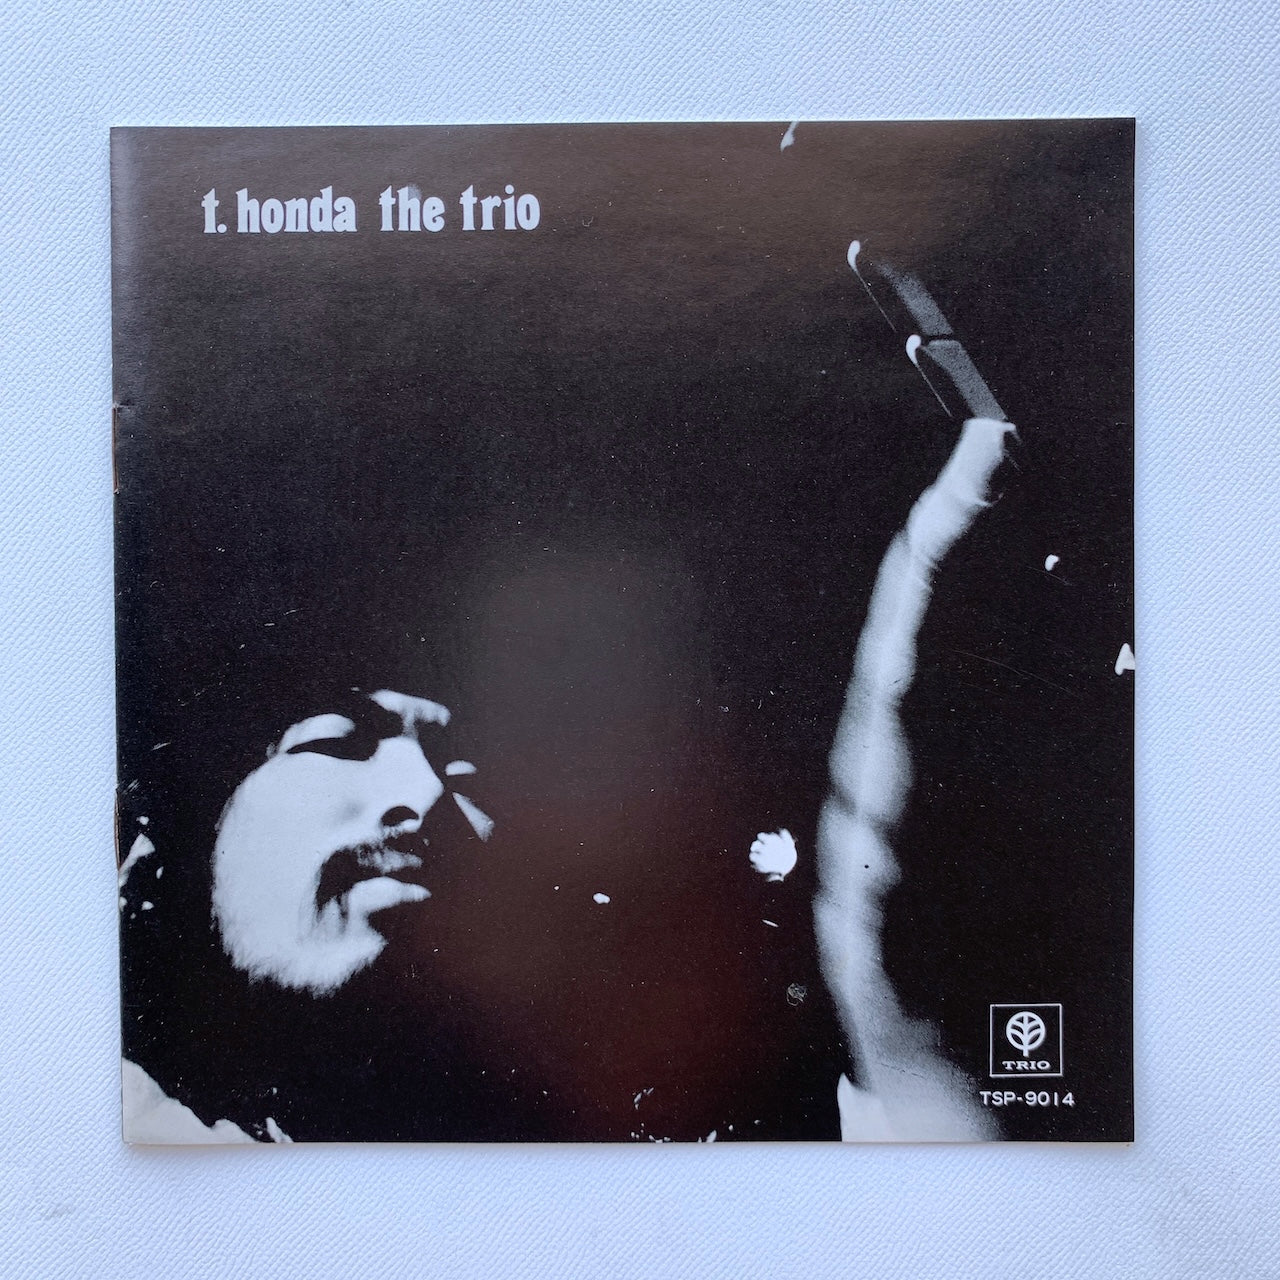 t. honda the trio
TRIO
TSP-9014